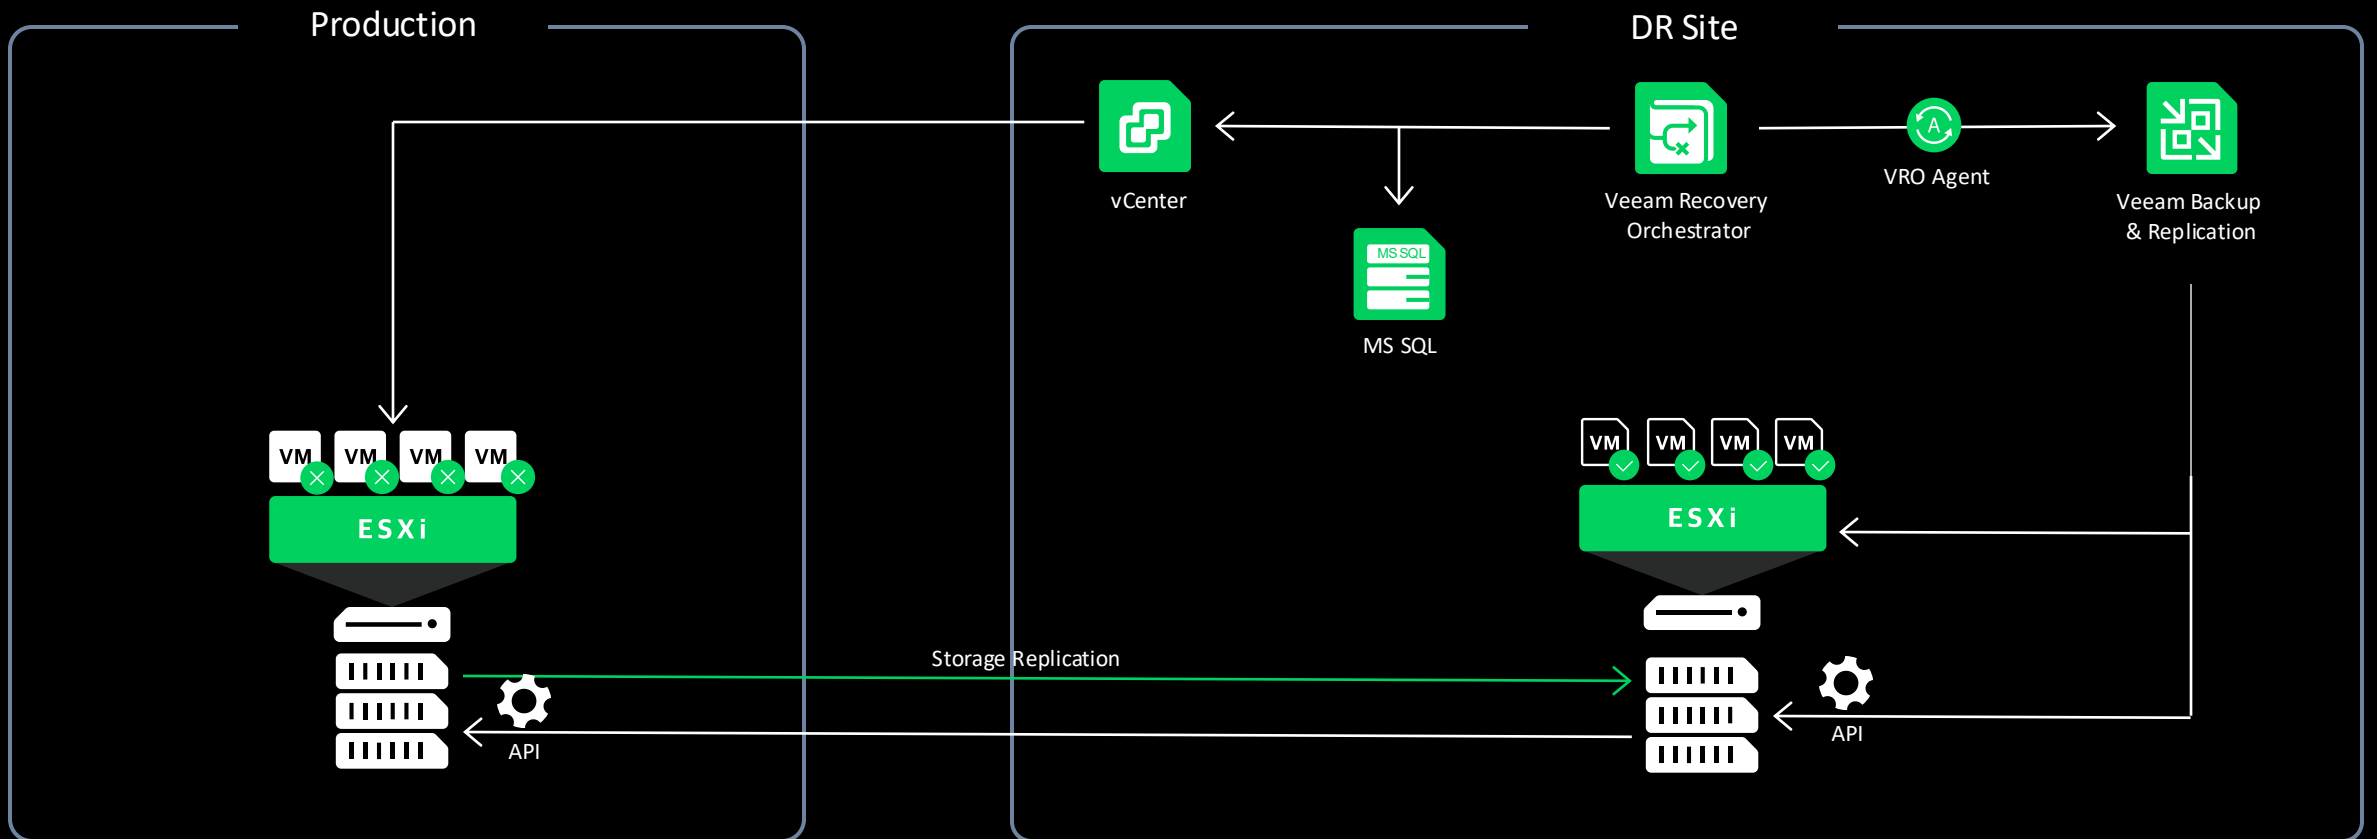 Production
DR Site
vCenter
Veeam Recovery
Orchestrator
A
VRO Agent
Veeam Backup
& Replication
MS SQL
MS SQL
VM
VM
VM
VM
ESXi
VM
VM
VM
VM
ESXi
Storage Replication
API
API